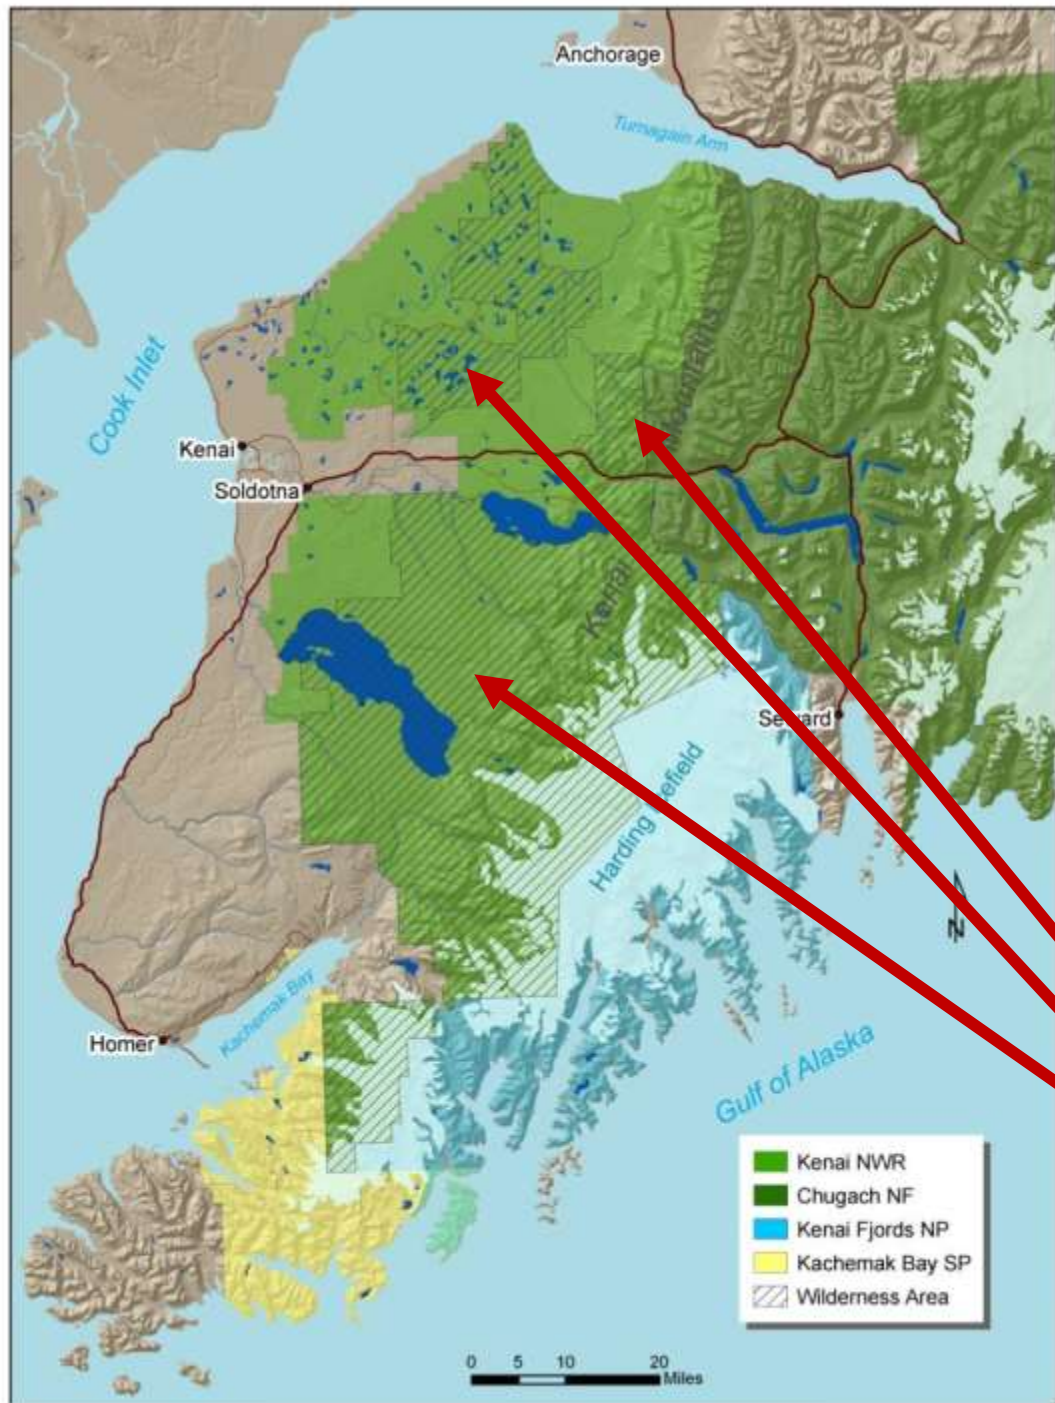 Anchorage
Turnagain Arm
Cook Inlet
Kenai
Soldotna
Kenai Mountains
Seward
Harding Icefield
Kachemak Bay
Homer
N
Gulf of Alaska
Kenai NWR
Chugach NF
Kenai Fjords NP
Kachemak Bay SP
Wilderness Area
0 5 10 20
Miles